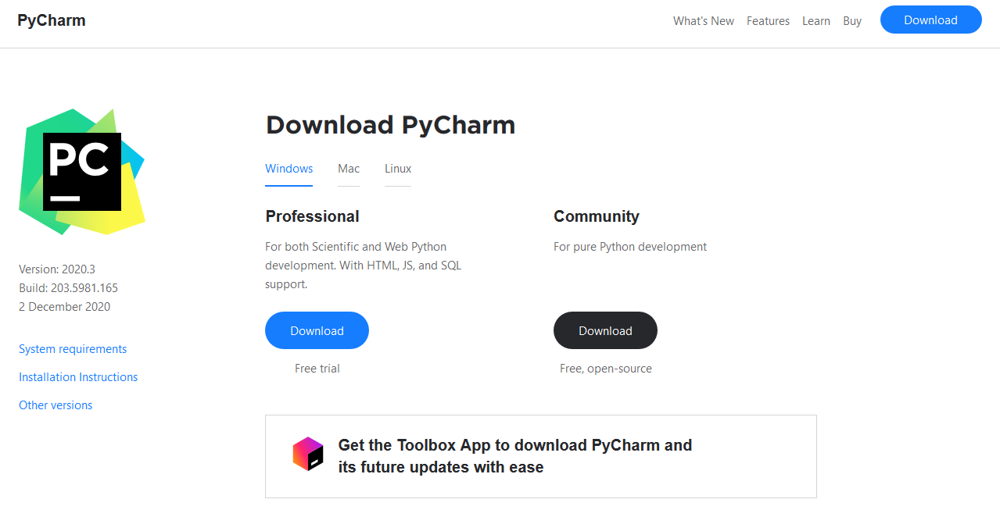 PyCharm
What's New Features Learn Buy Download
PC
Download PyCharm
Windows Mac Linux
Professional
For both Scientific and Web Python
development. With HTML, JS, and SQL
support.
Download
Free trial
Community
For pure Python development
Download
Free, open-source
Version: 2020.3
Build: 203.5981.165
2 December 2020
System requirements
Installation Instructions
Other versions
Get the Toolbox App to download PyCharm and
its future updates with ease